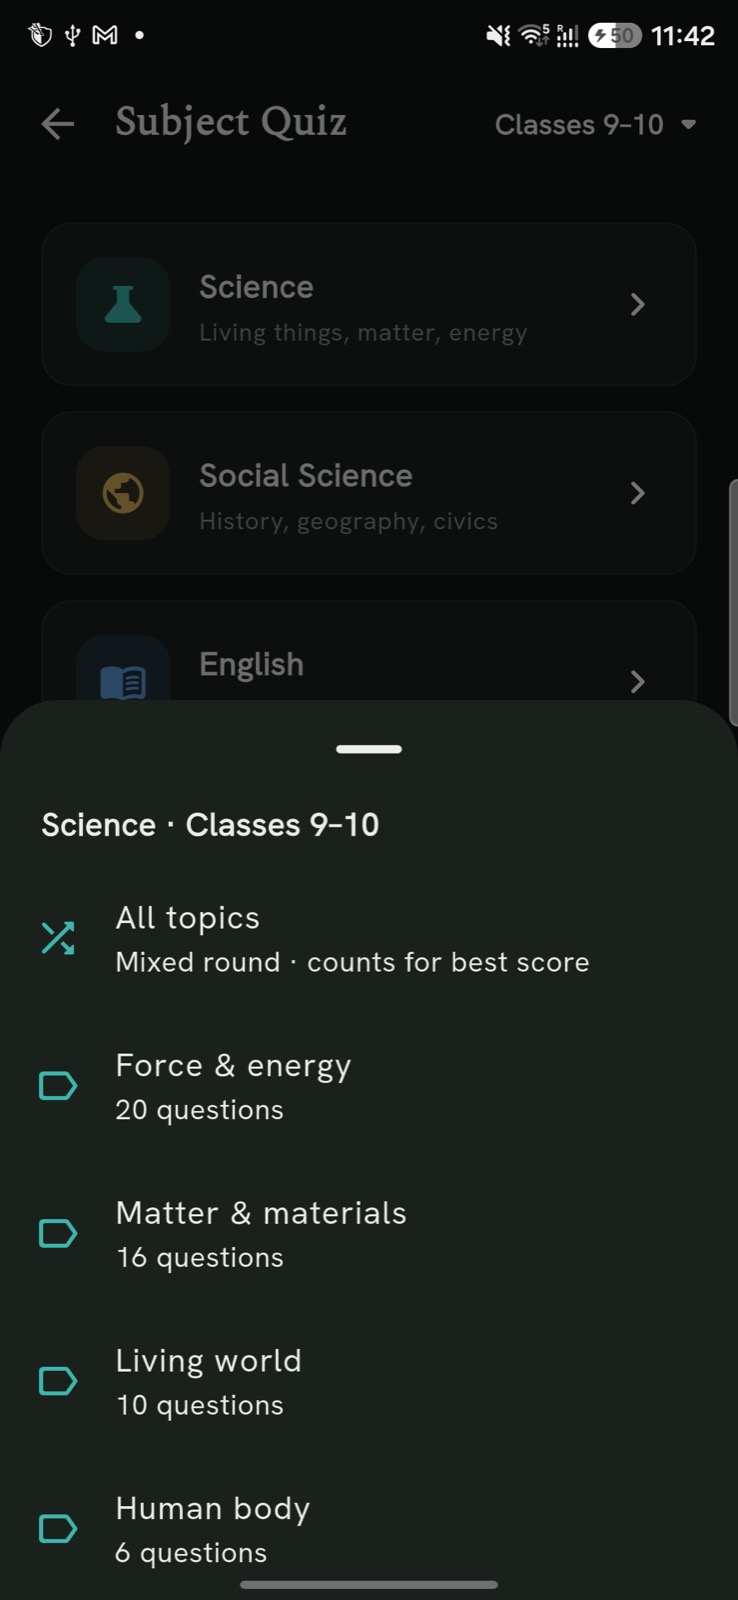 50 11:42
Subject Quiz
Classes 9–10
Science
Living things, matter, energy
Social Science
History, geography, civics
English
Science · Classes 9–10
All topics
Mixed round · counts for best score
Force & energy
20 questions
Matter & materials
16 questions
Living world
10 questions
Human body
6 questions